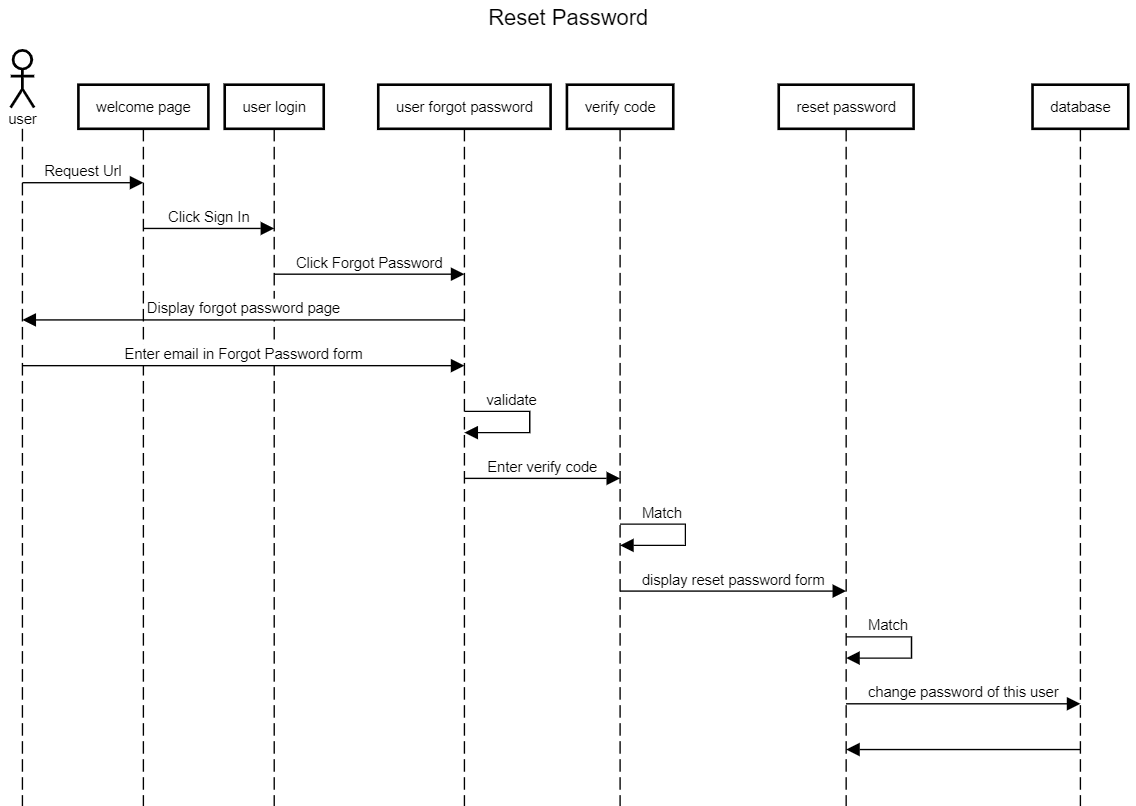 Reset Password
user
welcome page
user login
user forgot password
verify code
reset password
database
Request Url
Click Sign In
Click Forgot Password
Display forgot password page
Enter email in Forgot Password form
validate
Enter verify code
Match
display reset password form
Match
change password of this user